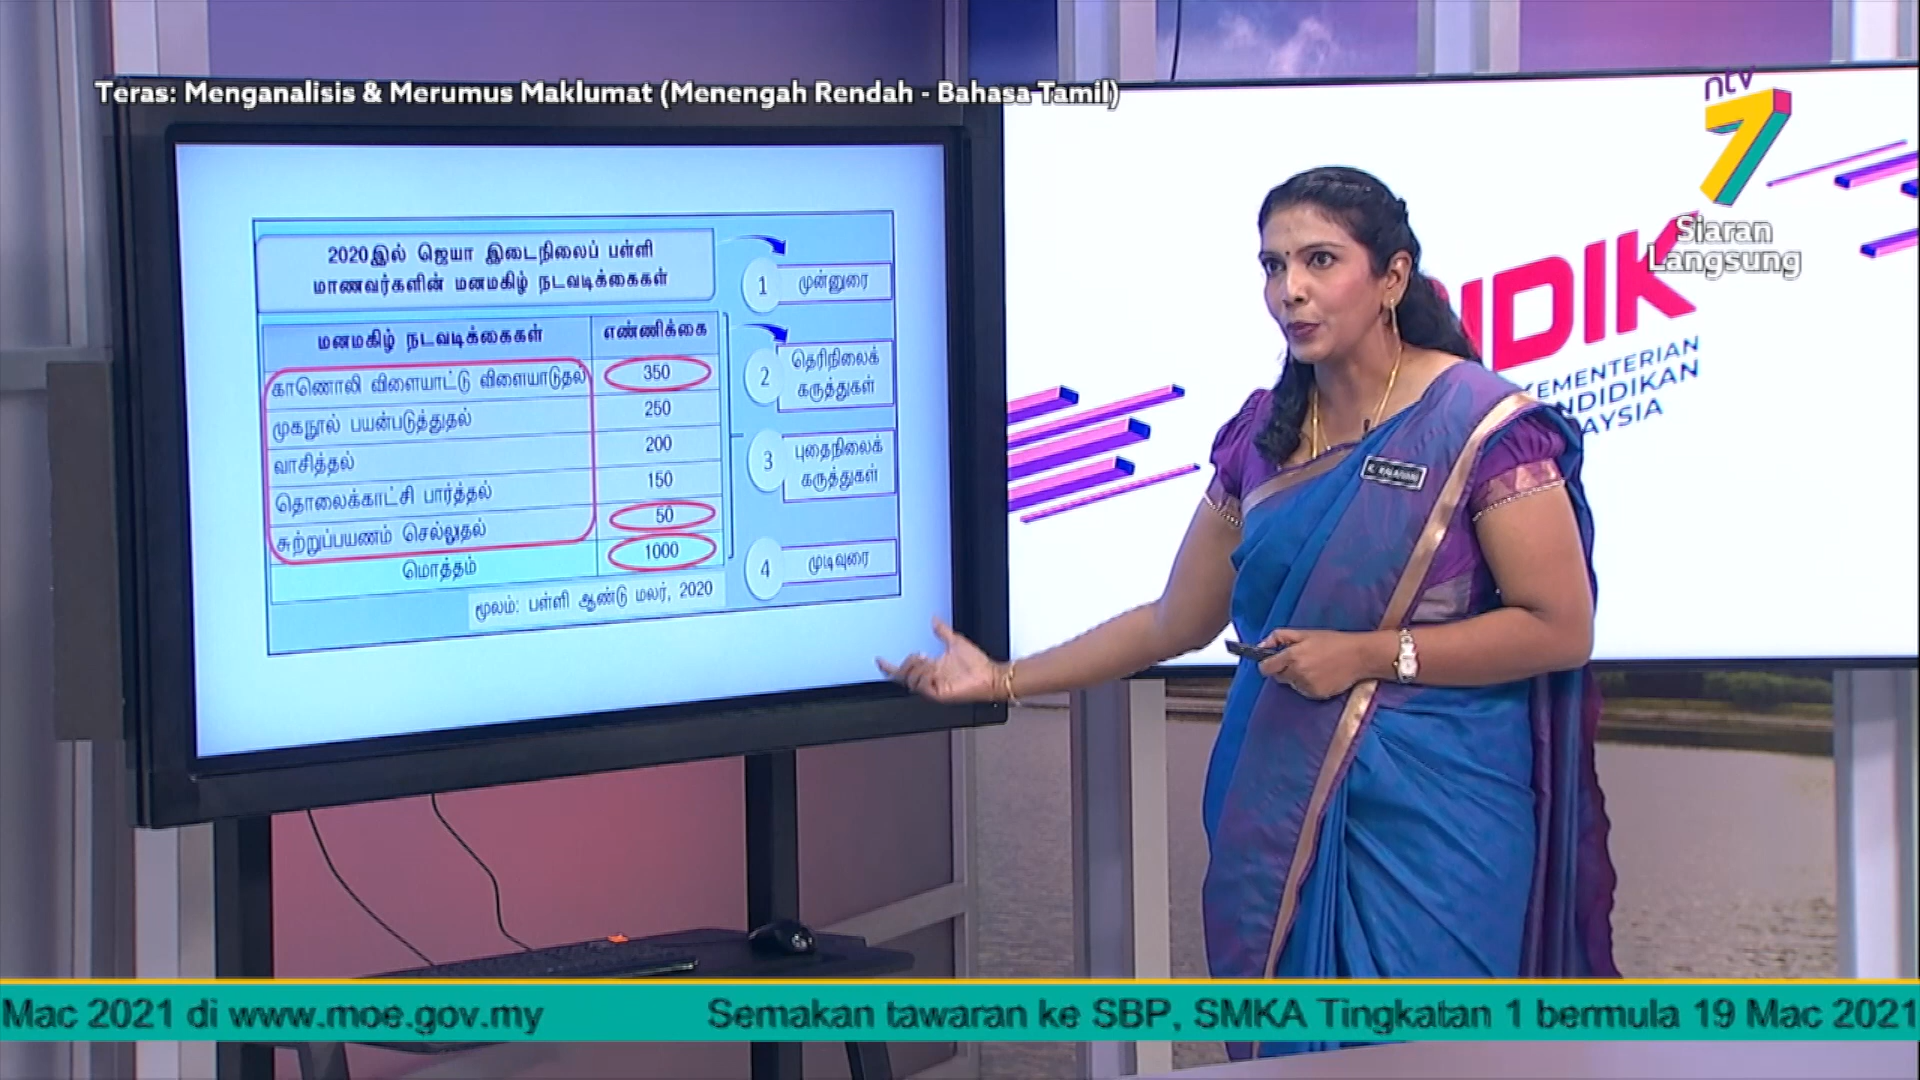 Teras: Menganalisis & Merumus Maklumat (Menengah Rendah - Bahasa Tamil)
ntv
7
Siaran
Langsung
2020இல் ஜெயா இடைநிலைப் பள்ளி
மாணவர்களின் மனமகிழ் நடவடிக்கைகள்
மனமகிழ் நடவடிக்கைகள் எண்ணிக்கை
காணொலி விளையாட்டு விளையாடுதல் 350
முகநூல் பயன்படுத்துதல் 250
வாசித்தல் 200
தொலைக்காட்சி பார்த்தல் 150
சுற்றுப்பயணம் செல்லுதல் 50
மொத்தம் 1000
மூலம்: பள்ளி ஆண்டு மலர், 2020
1 முன்னுரை
2 தெரிநிலைக்
கருத்துகள்
3 புதைநிலைக்
கருத்துகள்
4 முடிவுரை
NDIK
KEMENTERIAN
NDIDIKAN
AYSIA
Mac 2021 di www.moe.gov.my Semakan tawaran ke SBP, SMKA Tingkatan 1 bermula 19 Mac 2021